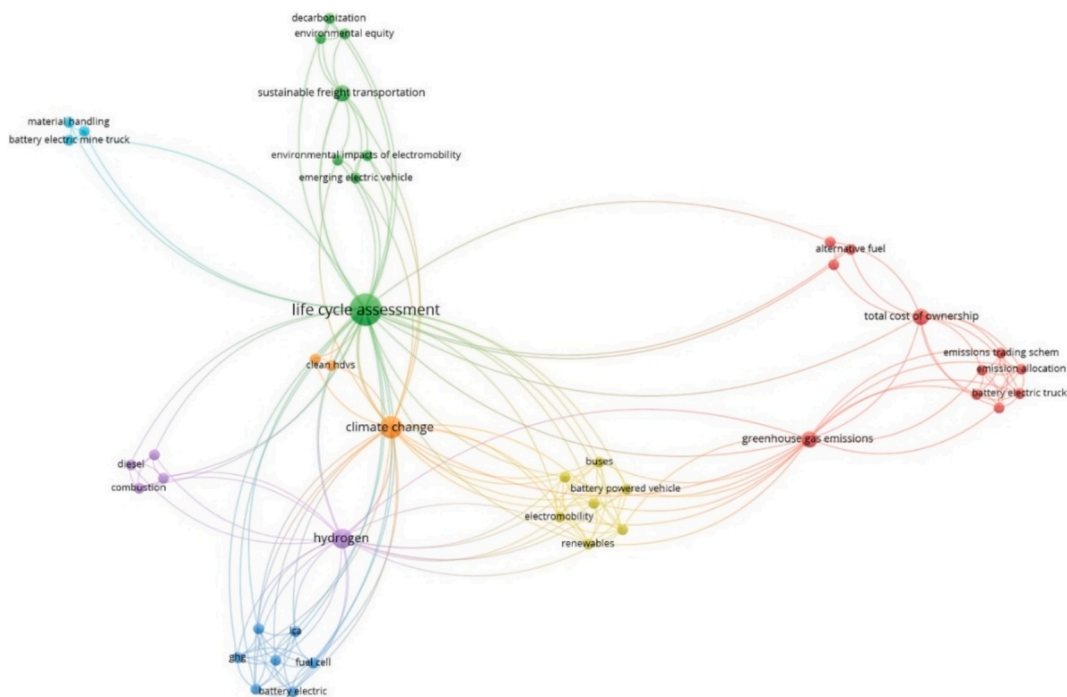 decarbonization
environmental equity
sustainable freight transportation
material handling
battery electric mine truck
environmental impacts of electromobility
emerging electric vehicle
alternative fuel
life cycle assessment
total cost of ownership
emissions trading schem
clean hdvs
emission allocation
battery electric truck
climate change
greenhouse gas emissions
diesel
buses
combustion
battery powered vehicle
electromobility
hydrogen
renewables
lca
ghg
fuel cell
battery electric